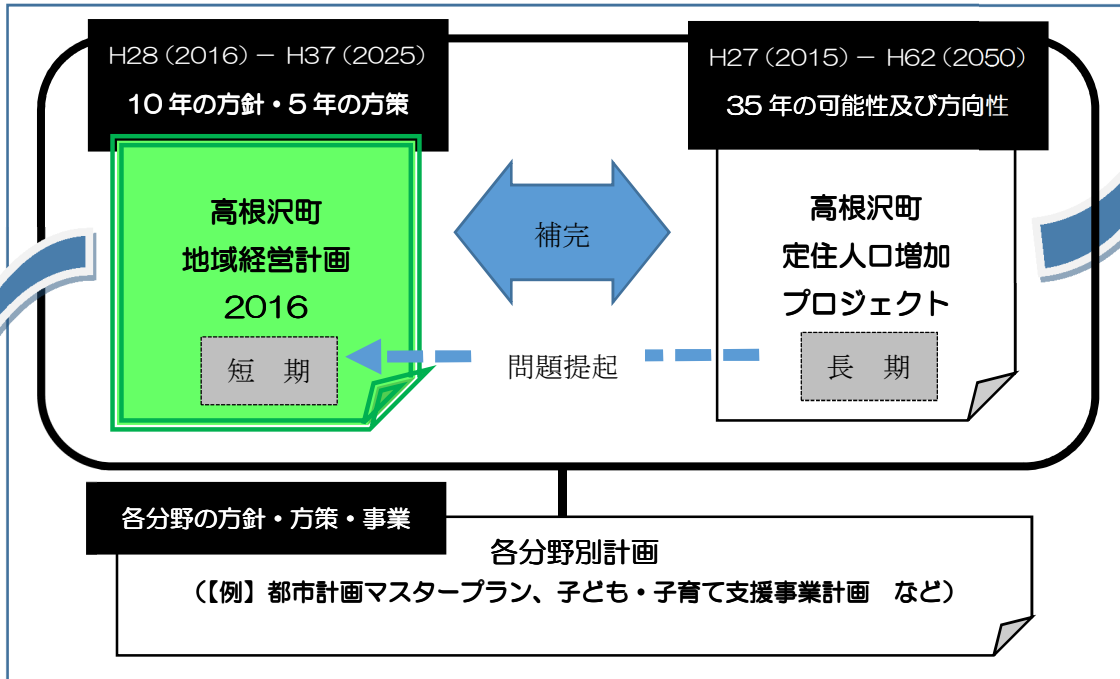 H28（2016）－ H37（2025）
10年の方針・5年の方策
高根沢町
地域経営計画
2016
短　期
補完
問題提起
H27（2015）－ H62（2050）
35年の可能性及び方向性
高根沢町
定住人口増加
プロジェクト
長　期
各分野の方針・方策・事業
各分野別計画
（【例】都市計画マスタープラン、子ども・子育て支援事業計画　など）